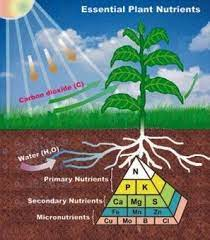 Essential Plant Nutrients
Carbon dioxide (C)
Water (H₂O)
N
Primary Nutrients
P K
Secondary Nutrients
Ca Mg S
Fe Mn Zn
Micronutrients
Cu Mo B Cl